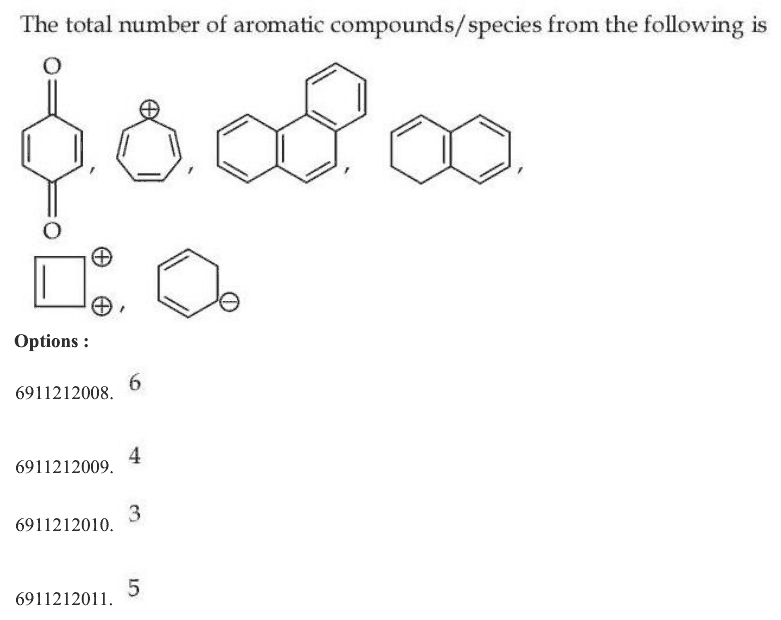 The total number of aromatic compounds/species from the following is
O
⊕
, , , ,
O
⊕
⊕ , ⊖
Options :
6911212008. 6
6911212009. 4
6911212010. 3
6911212011. 5